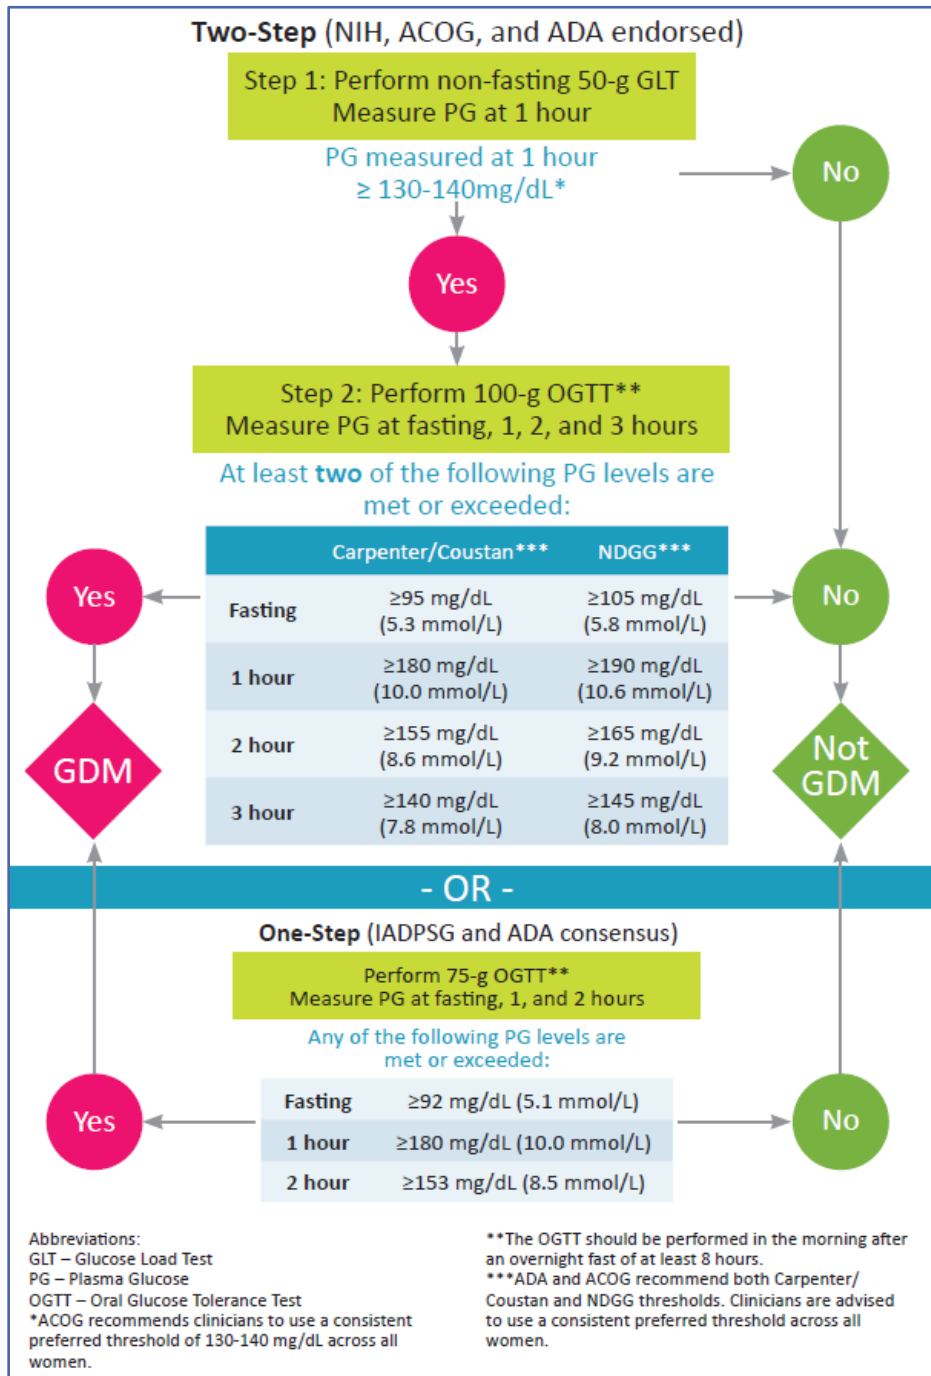 Two-Step (NIH, ACOG, and ADA endorsed)
Step 1: Perform non-fasting 50-g GLT
Measure PG at 1 hour
PG measured at 1 hour
≥ 130-140mg/dL*
No
Yes
Step 2: Perform 100-g OGTT**
Measure PG at fasting, 1, 2, and 3 hours
At least two of the following PG levels are
met or exceeded:
Carpenter/Coustan*** NDGG***
Fasting ≥95 mg/dL ≥105 mg/dL
(5.3 mmol/L) (5.8 mmol/L)
1 hour ≥180 mg/dL ≥190 mg/dL
(10.0 mmol/L) (10.6 mmol/L)
2 hour ≥155 mg/dL ≥165 mg/dL
(8.6 mmol/L) (9.2 mmol/L)
3 hour ≥140 mg/dL ≥145 mg/dL
(7.8 mmol/L) (8.0 mmol/L)
Yes
No
GDM
Not
GDM
- OR -
One-Step (IADPSG and ADA consensus)
Perform 75-g OGTT**
Measure PG at fasting, 1, and 2 hours
Any of the following PG levels are
met or exceeded:
Fasting ≥92 mg/dL (5.1 mmol/L)
1 hour ≥180 mg/dL (10.0 mmol/L)
2 hour ≥153 mg/dL (8.5 mmol/L)
Yes
No
Abbreviations:
GLT – Glucose Load Test
PG – Plasma Glucose
OGTT – Oral Glucose Tolerance Test
*ACOG recommends clinicians to use a consistent
preferred threshold of 130-140 mg/dL across all
women.
**The OGTT should be performed in the morning after
an overnight fast of at least 8 hours.
***ADA and ACOG recommend both Carpenter/
Coustan and NDGG thresholds. Clinicians are advised
to use a consistent preferred threshold across all
women.